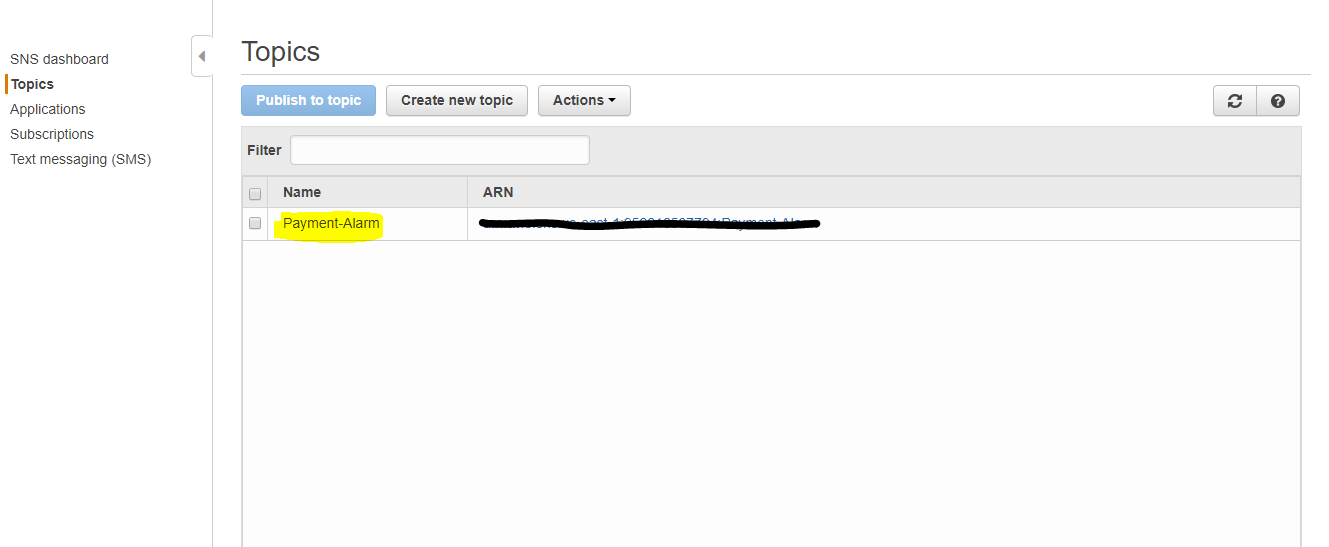 SNS dashboard
Topics
Applications
Subscriptions
Text messaging (SMS)
Topics
Publish to topic
Create new topic
Actions
Filter
Name
ARN
Payment-Alarm